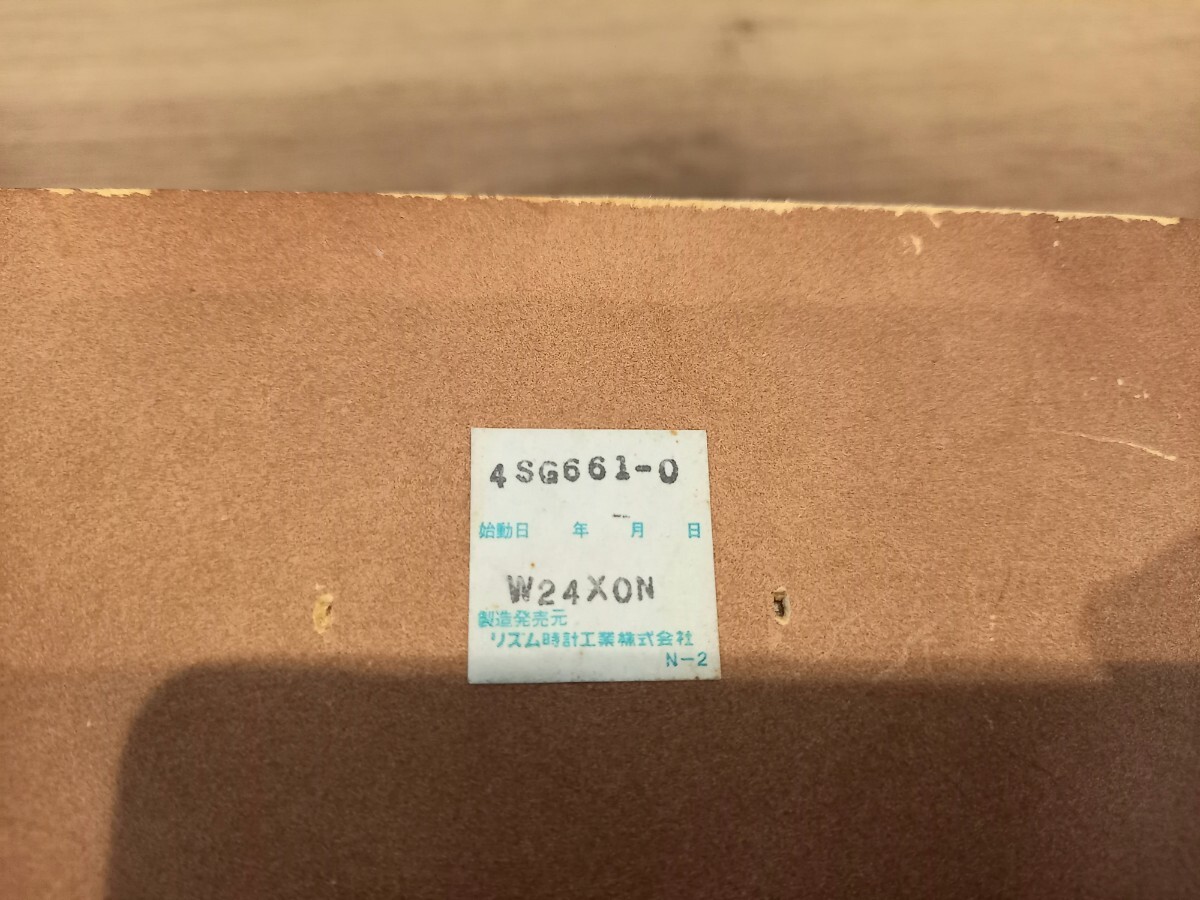 4SG661-0
始動日 年 月 日
W24X0N
製造発売元
リズム時計工業株式会社
N-2